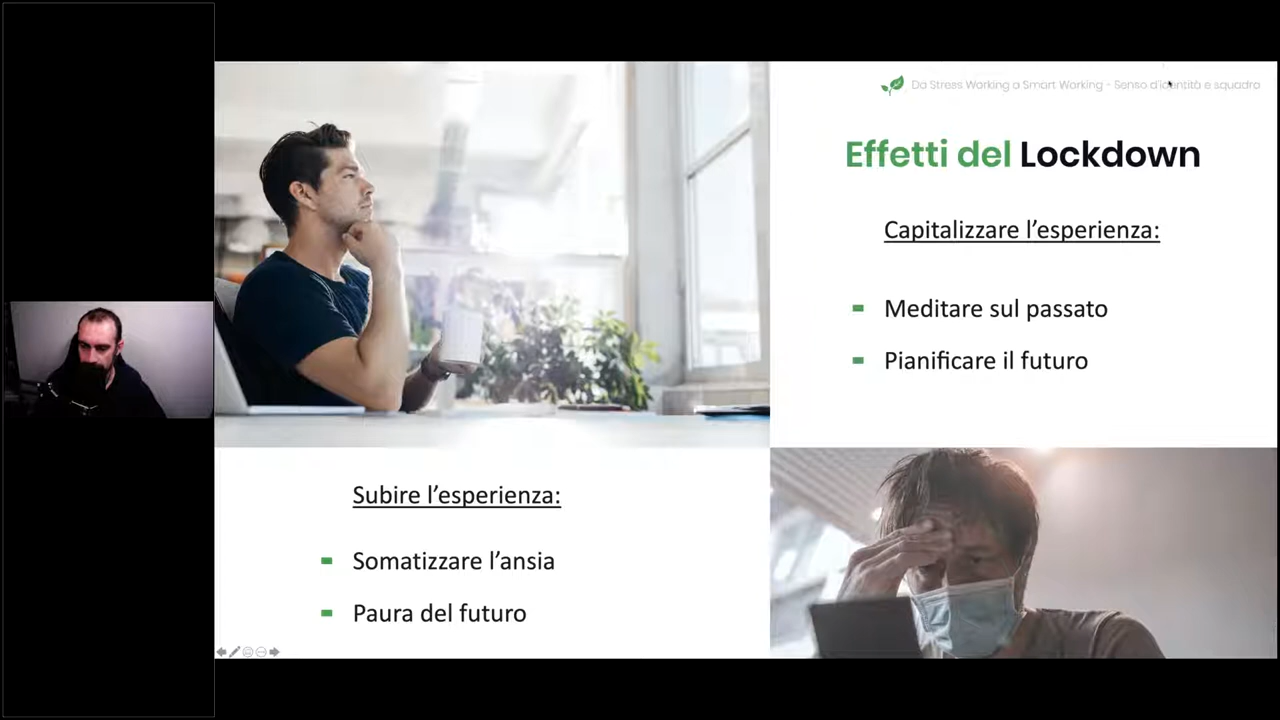 Da Stress Working a Smart Working - Senso d'identità e squadra
Effetti del Lockdown
Capitalizzare l'esperienza:
Meditare sul passato
Pianificare il futuro
Subire l'esperienza:
Somatizzare l'ansia
Paura del futuro